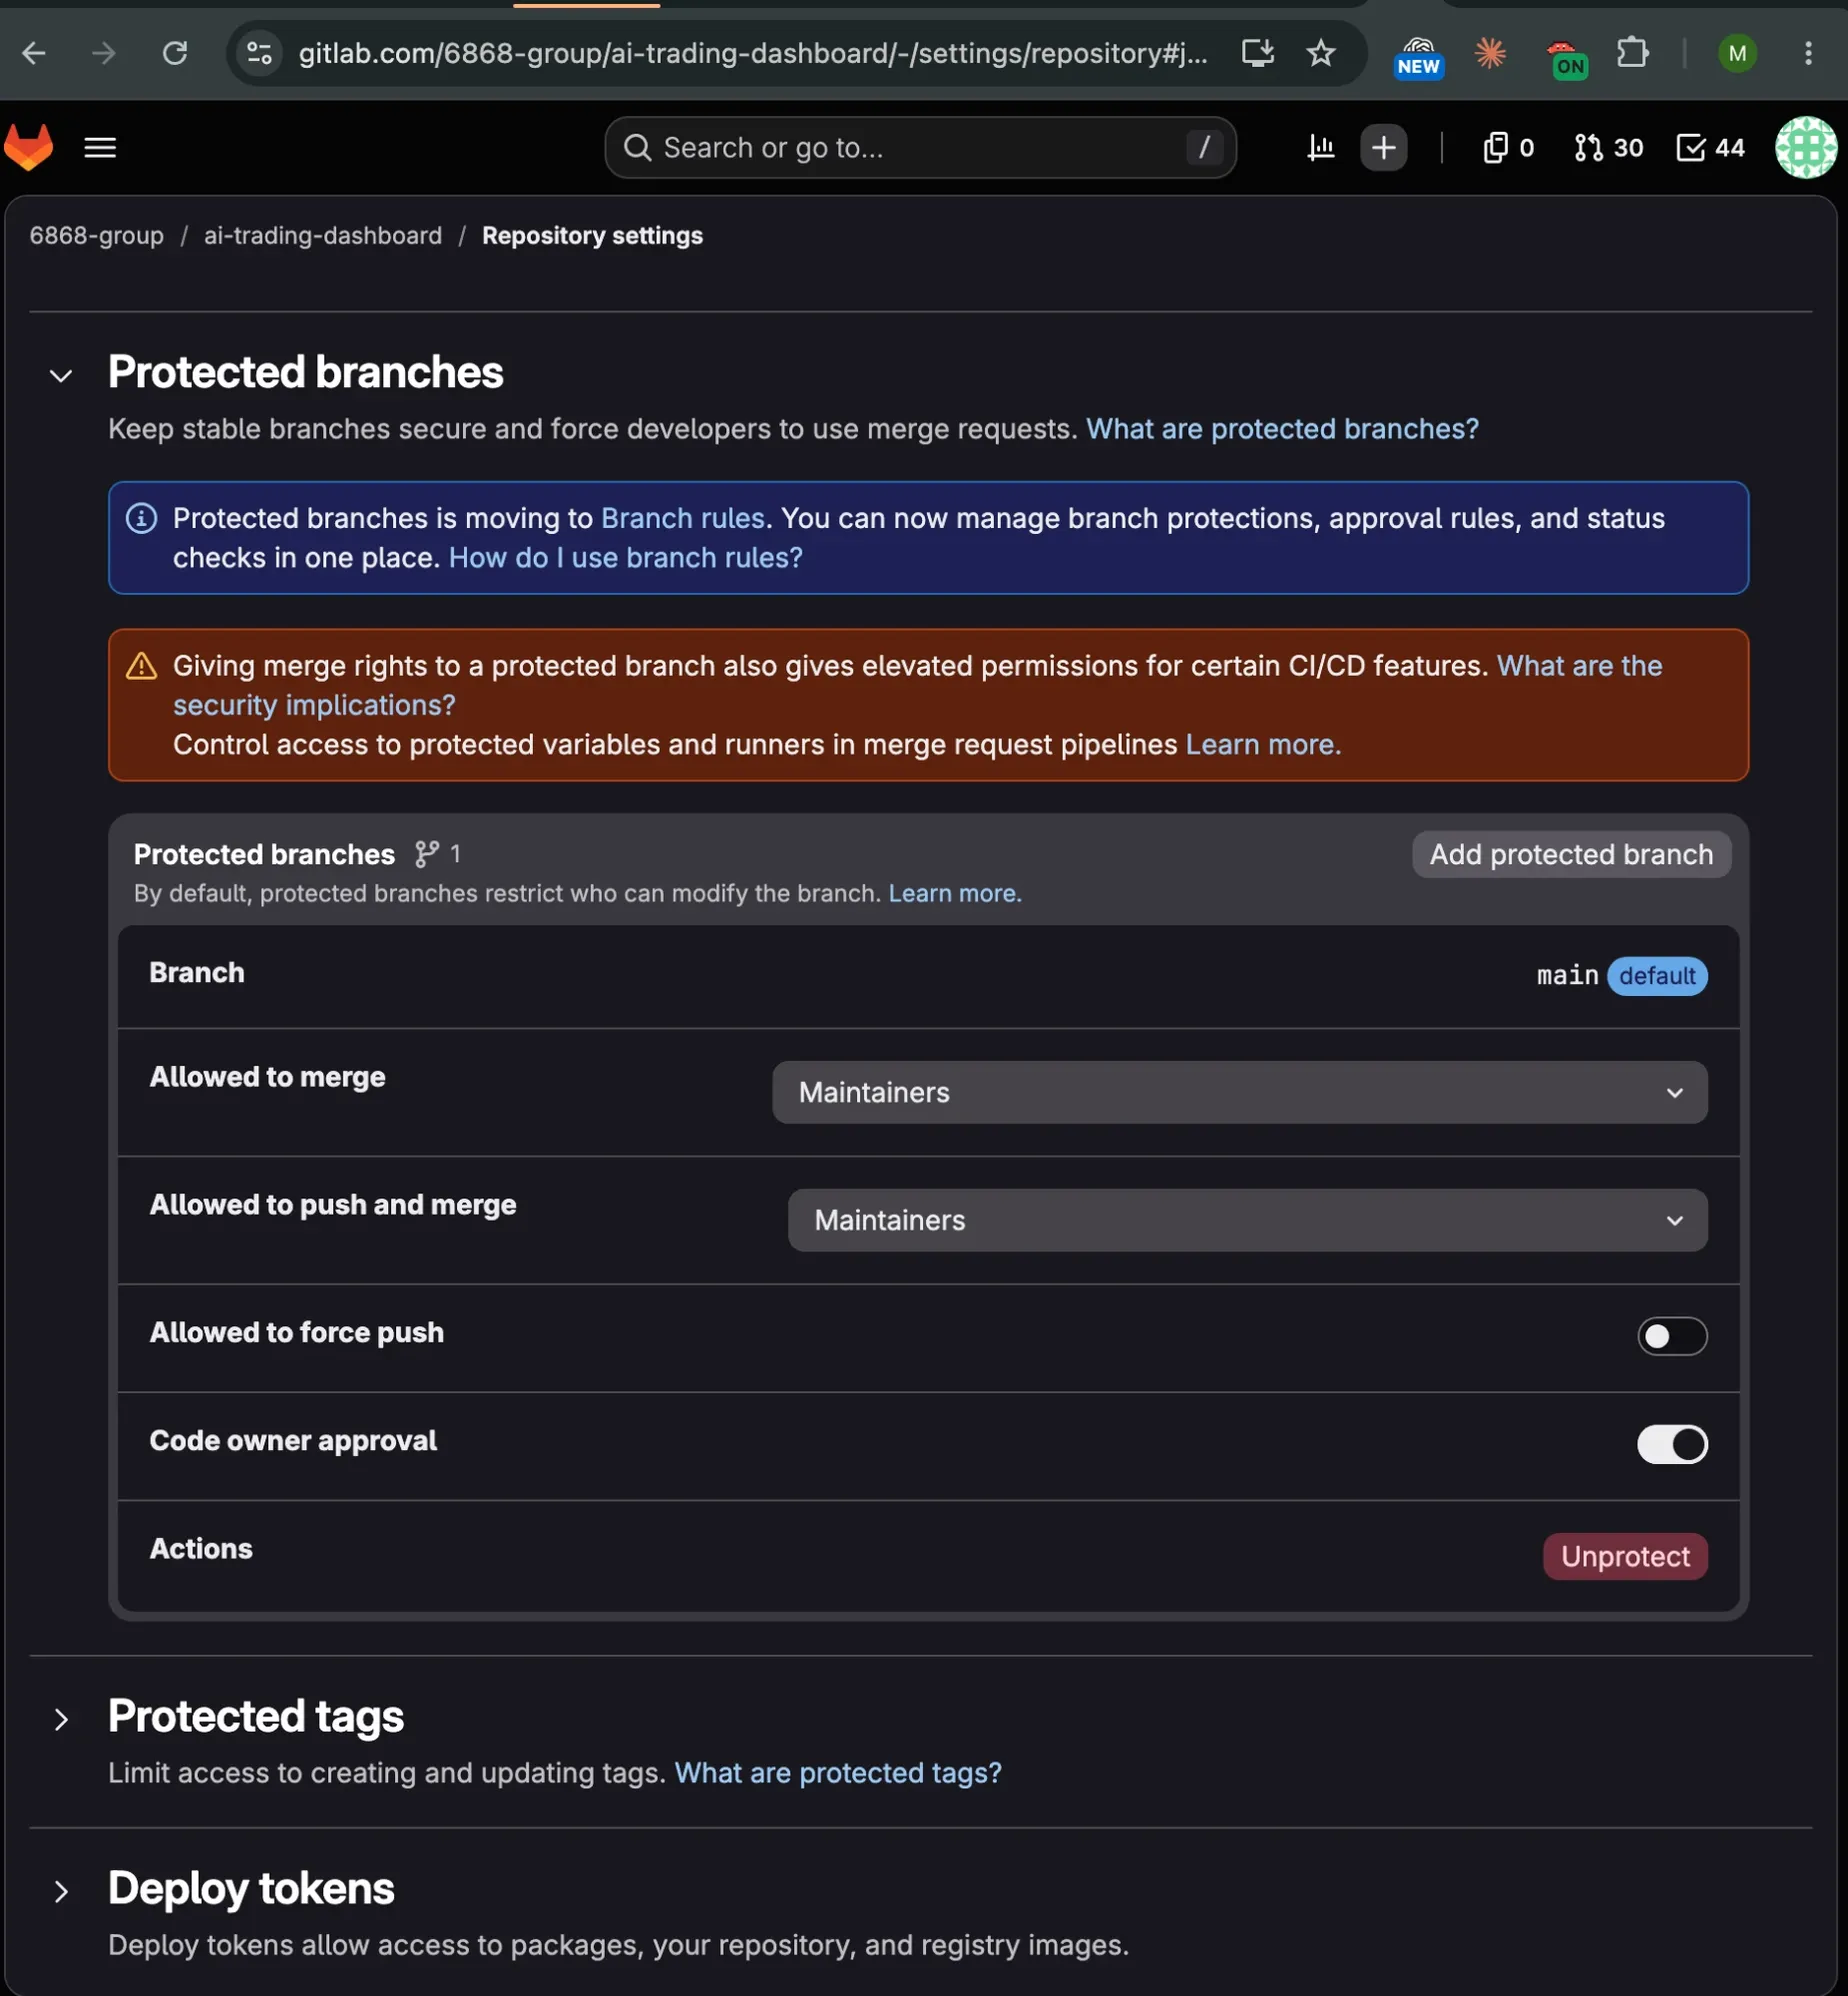 gitlab.com/6868-group/ai-trading-dashboard/-/settings/repository#j...
NEW
ON
M
Search or go to...
/
0
30
44
6868-group / ai-trading-dashboard / Repository settings
Protected branches
Keep stable branches secure and force developers to use merge requests. What are protected branches?
Protected branches is moving to Branch rules. You can now manage branch protections, approval rules, and status
checks in one place. How do I use branch rules?
Giving merge rights to a protected branch also gives elevated permissions for certain CI/CD features. What are the
security implications?
Control access to protected variables and runners in merge request pipelines Learn more.
Protected branches 1
Add protected branch
By default, protected branches restrict who can modify the branch. Learn more.
Branch
main default
Allowed to merge
Maintainers
Allowed to push and merge
Maintainers
Allowed to force push
Code owner approval
Actions
Unprotect
Protected tags
Limit access to creating and updating tags. What are protected tags?
Deploy tokens
Deploy tokens allow access to packages, your repository, and registry images.